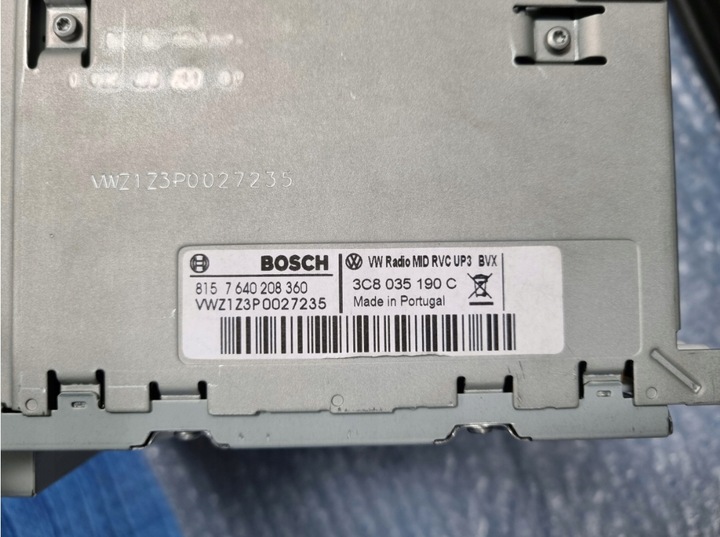 VWZ1Z3P0027235
BOSCH
VW Radio MID RVC UP3 BVX
815 7 640 208 360
3C8 035 190 C
VWZ1Z3P0027235
Made in Portugal